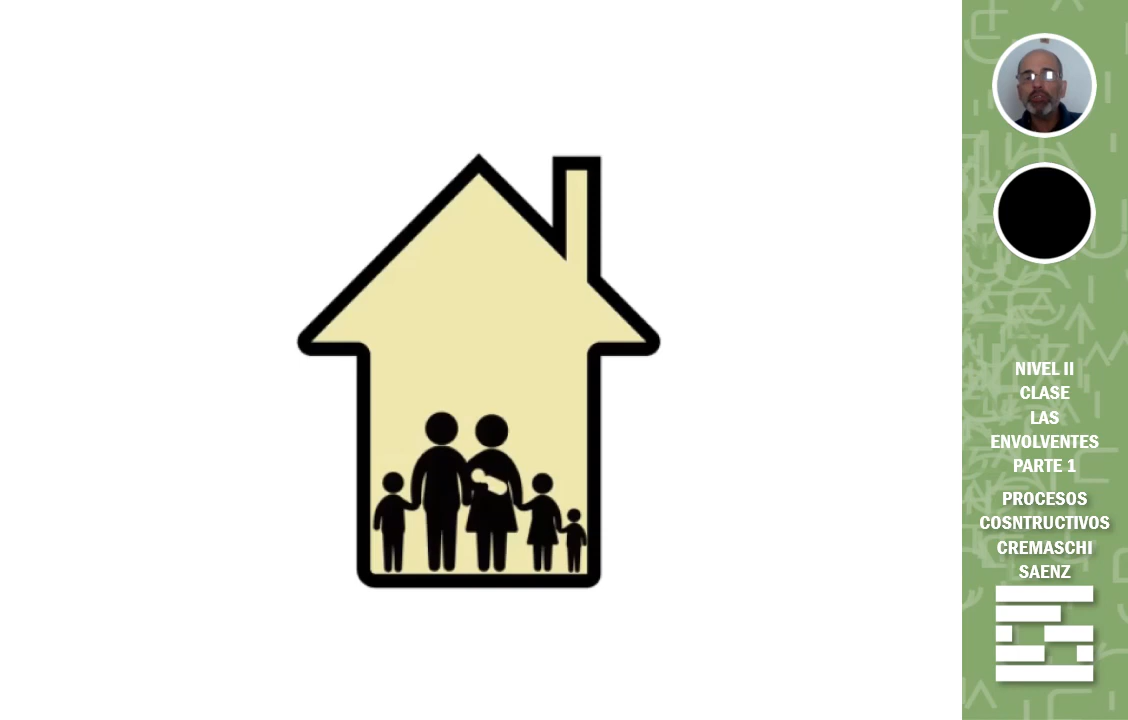 NIVEL II
CLASE
LAS
ENVOLVENTES
PARTE 1
PROCESOS
COSNTRUCTIVOS
CREMASCHI
SAENZ